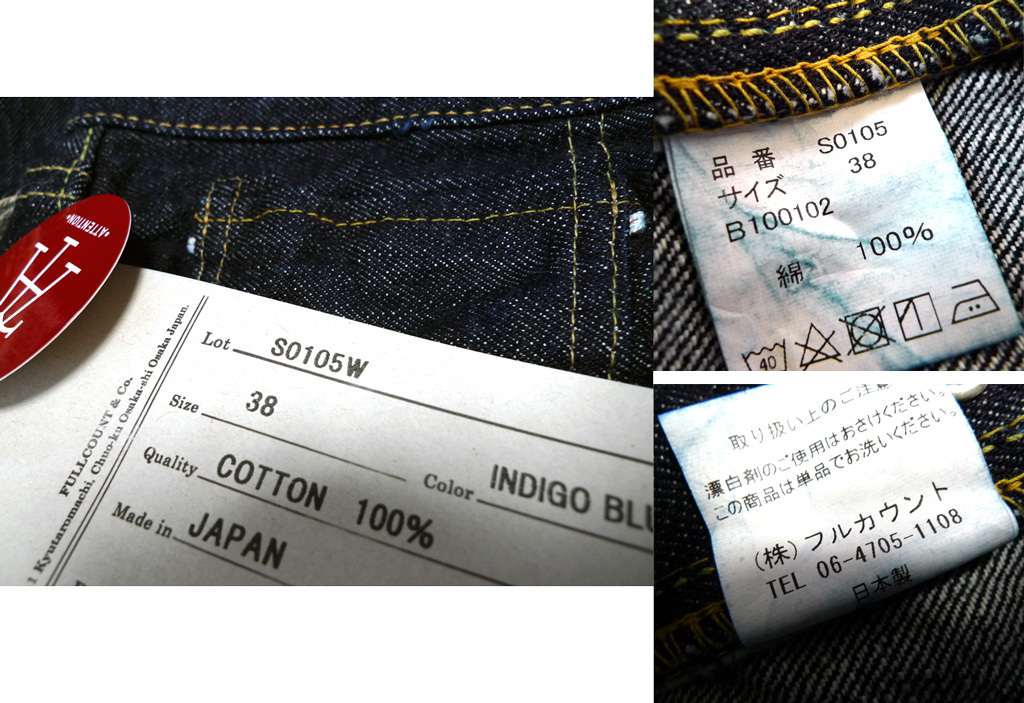 •ATTENTION•
FULLCOUNT & Co.
1 Kyutaromachi, Chuo-ku Osaka-shi Osaka Japan.
Lot S0105W
Size 38
Quality COTTON 100%
Color INDIGO BLU
Made in JAPAN
品 番 S0105
サイズ 38
B100102
綿 100%
40
取り扱い上のご注意
漂白剤のご使用はおさけください。
この商品は単品でお洗いください。
(株)フルカウント
TEL 06-4705-1108
日本製